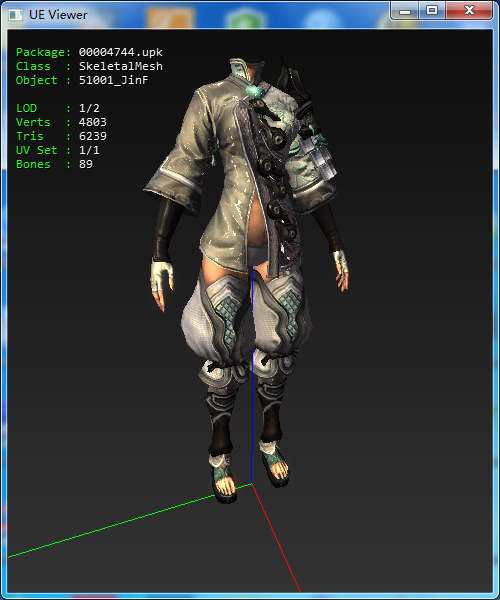 UE Viewer
Package: 00004744.upk
Class : SkeletalMesh
Object : 51001_JinF
LOD : 1/2
Verts : 4803
Tris : 6239
UV Set : 1/1
Bones : 89